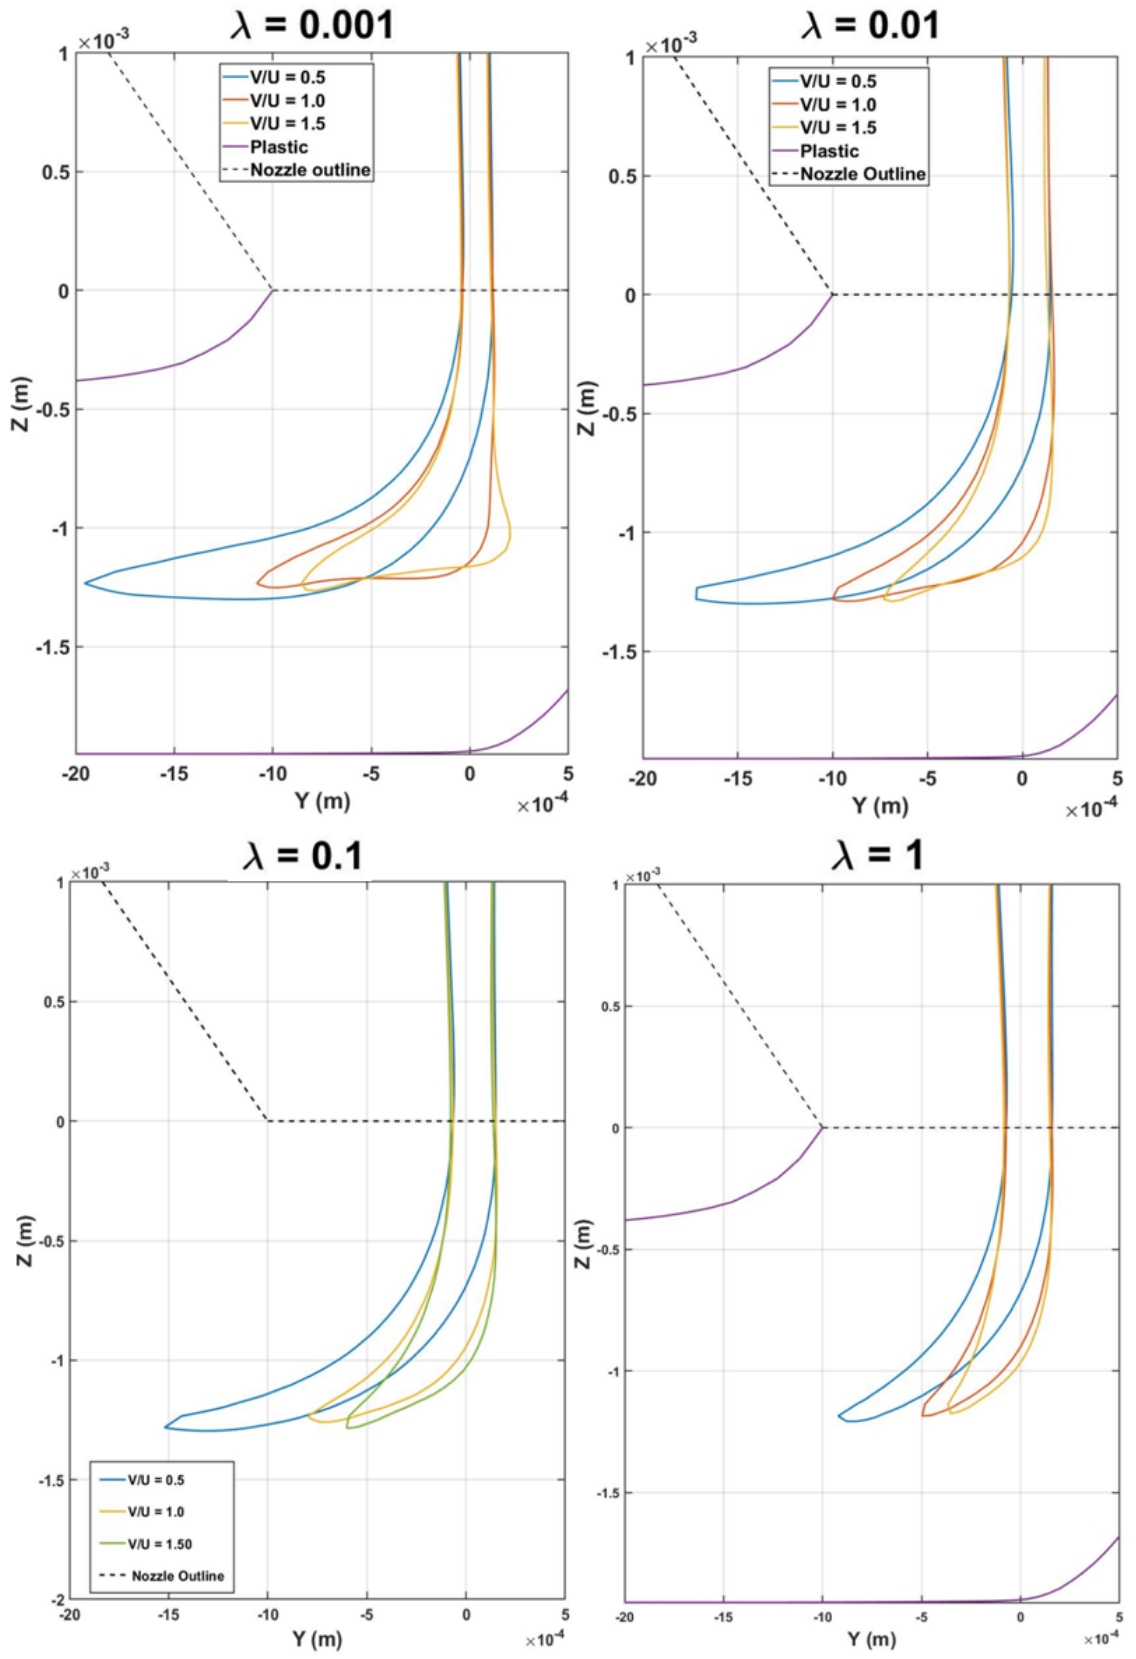 λ = 0.001
×10-3
V/U = 0.5
V/U = 1.0
V/U = 1.5
Plastic
Nozzle outline
1
0.5
0
-0.5
-1
-1.5
Z (m)
-20 -15 -10 -5 0 5
Y (m)
×10-4
λ = 0.01
×10-3
V/U = 0.5
V/U = 1.0
V/U = 1.5
Plastic
Nozzle Outline
1
0.5
0
-0.5
-1
-1.5
Z (m)
-20 -15 -10 -5 0 5
Y (m)
×10-4
λ = 0.1
×10-3
1
0.5
0
-0.5
-1
-1.5
-2
Z (m)
V/U = 0.5
V/U = 1.0
V/U = 1.50
Nozzle Outline
-20 -15 -10 -5 0 5
Y (m)
×10-4
λ = 1
×10-3
1
0.5
0
-0.5
-1
-1.5
Z (m)
-20 -15 -10 -5 0 5
Y (m)
×10-4